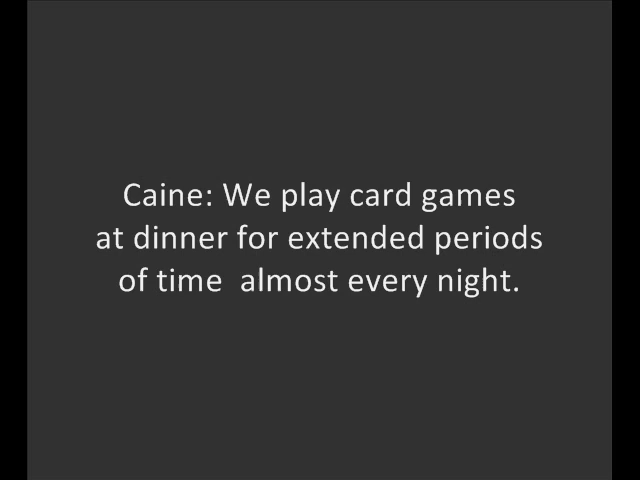 Caine: We play card games
at dinner for extended periods
of time  almost every night.